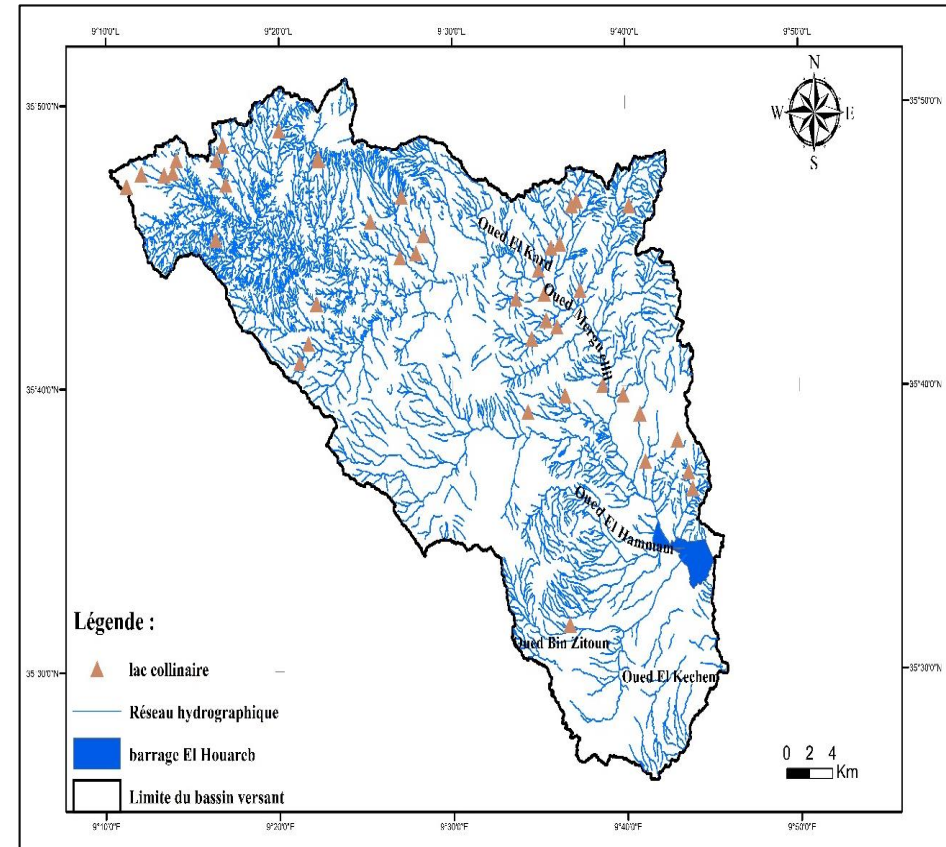 9°10'0"E
9°20'0"E
9°30'0"E
9°40'0"E
9°50'0"E
N
W
E
S
35°50'0"N
35°50'0"N
Oued El Kard
Oued Merguellil
35°40'0"N
35°40'0"N
Oued El Hammam
Légende :
lac collinaire
Réseau hydrographique
barrage El Houareb
Limite du bassin versant
Oued Bin Zitoun
Oued El Kechem
35°30'0"N
35°30'0"N
0 2 4
Km
9°10'0"E
9°20'0"E
9°30'0"E
9°40'0"E
9°50'0"E